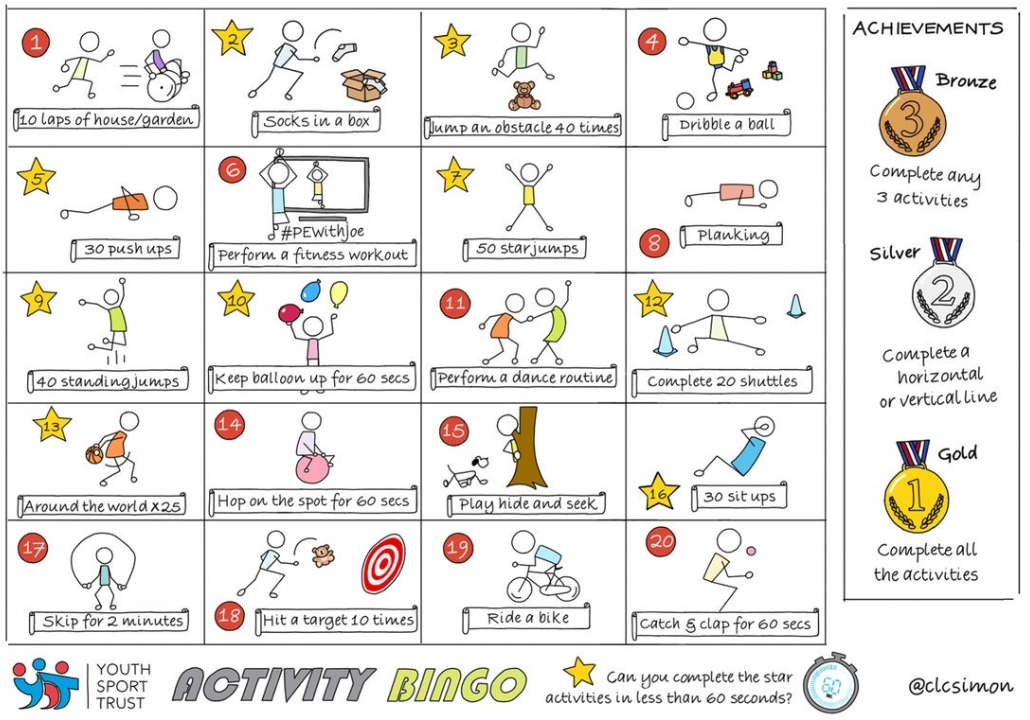 1
10 laps of house/garden
2
Socks in a box
3
Jump an obstacle 40 times
4
Dribble a ball
5
30 push ups
6
#PEWithJoe
Perform a fitness workout
7
50 star jumps
8
Planking
9
40 standing jumps
10
Keep balloon up for 60 secs
11
Perform a dance routine
12
Complete 20 shuttles
13
Around the world x 25
14
Hop on the spot for 60 secs
15
Play hide and seek
16
30 sit ups
17
Skip for 2 minutes
18
Hit a target 10 times
19
Ride a bike
20
Catch & clap for 60 secs
ACHIEVEMENTS
Bronze
3
Complete any
3 activities
Silver
2
Complete a
horizontal
or vertical line
Gold
1
Complete all
the activities
YOUTH
SPORT
TRUST
ACTIVITY BINGO
Can you complete the star
activities in less than 60 seconds?
60
@clcsimon